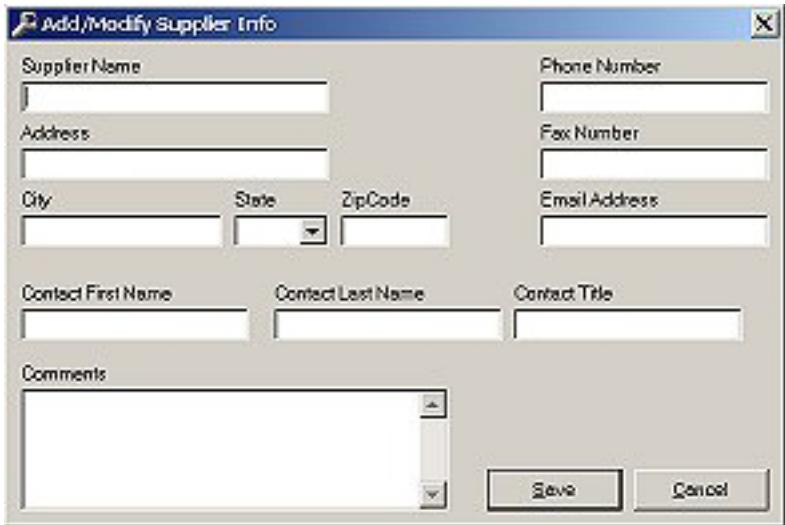 Add/Modify Supplier Info
Supplier Name Phone Number
Address Fax Number
City State ZipCode Email Address
Contact First Name Contact Last Name Contact Title
Comments
Save Cancel